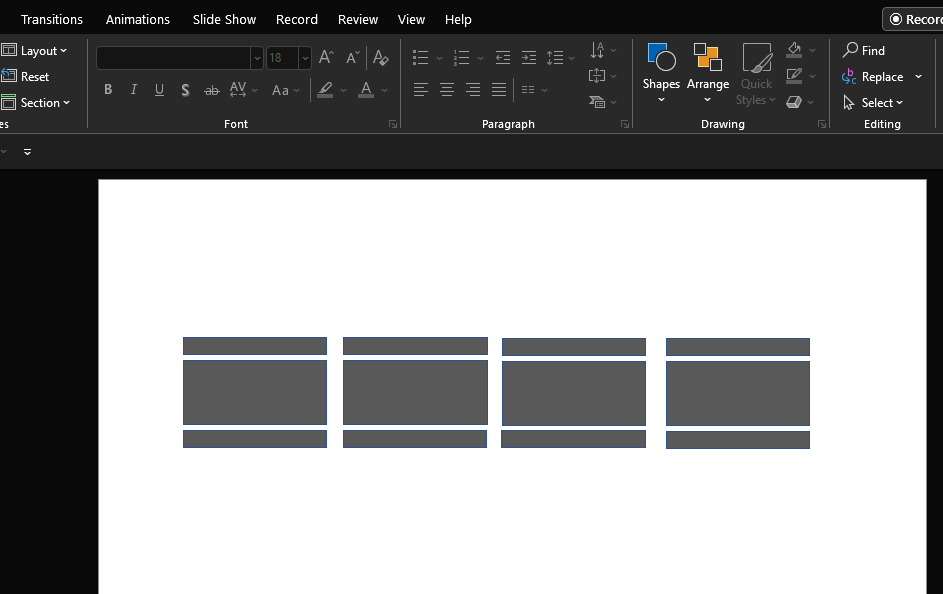 Transitions Animations Slide Show Record Review View Help
Record
Layout
Reset
Section
18
B I U S ab AV Aa A
Shapes Arrange Quick Styles
Find
Replace
Select
Font Paragraph Drawing Editing